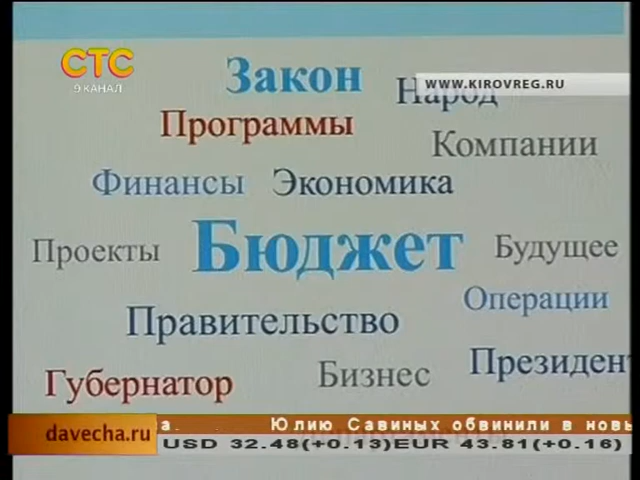 СТС
9 КАНАЛ
Закон
Народ
WWW.KIROVREG.RU
Программы
Компании
Финансы
Экономика
Проекты
Бюджет
Будущее
Операции
Правительство
Президент
Губернатор
Бизнес
а. Юлию Савиных обвинили в новы
davecha.ru
USD 32.48(+0.13)EUR 43.81(+0.16)